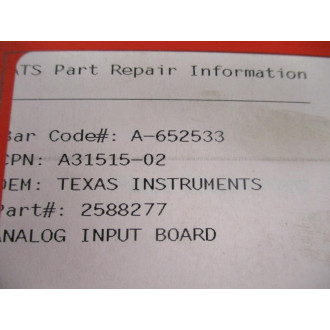 ATS Part Repair Information
Bar Code#: A-652533
CPN: A31515-02
OEM: TEXAS INSTRUMENTS
Part#: 2588277
ANALOG INPUT BOARD